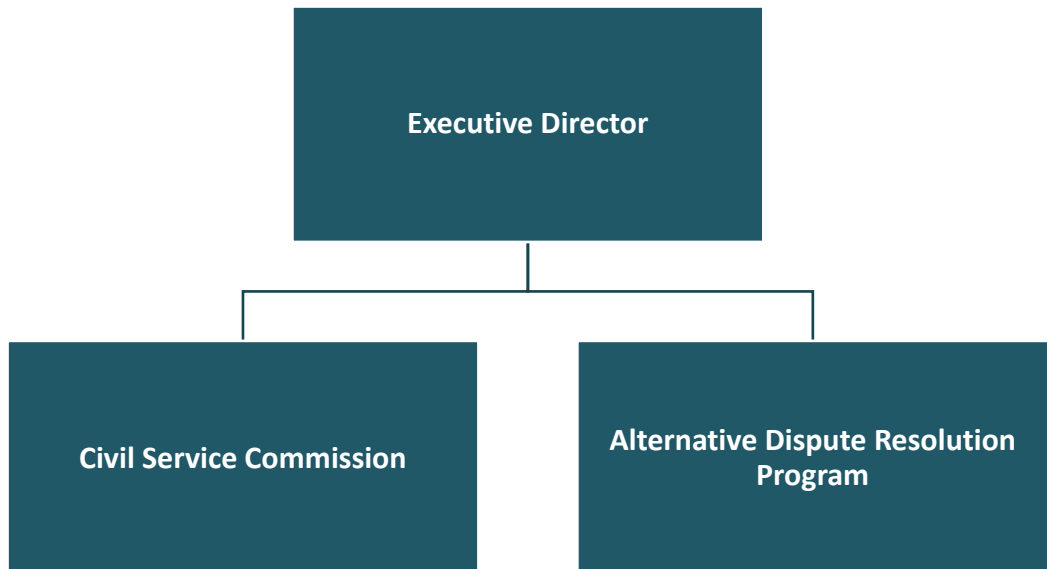 Executive Director
Civil Service Commission
Alternative Dispute Resolution
Program